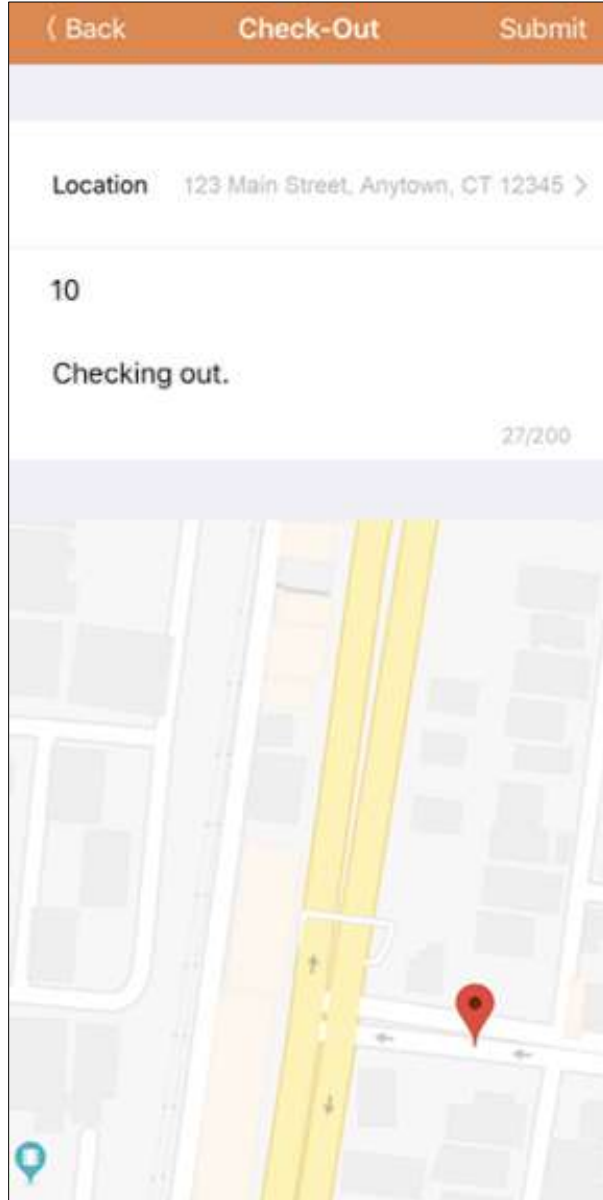 ⟨ Back Check-Out Submit
Location 123 Main Street, Anytown, CT 12345 >
10
Checking out.
27/200